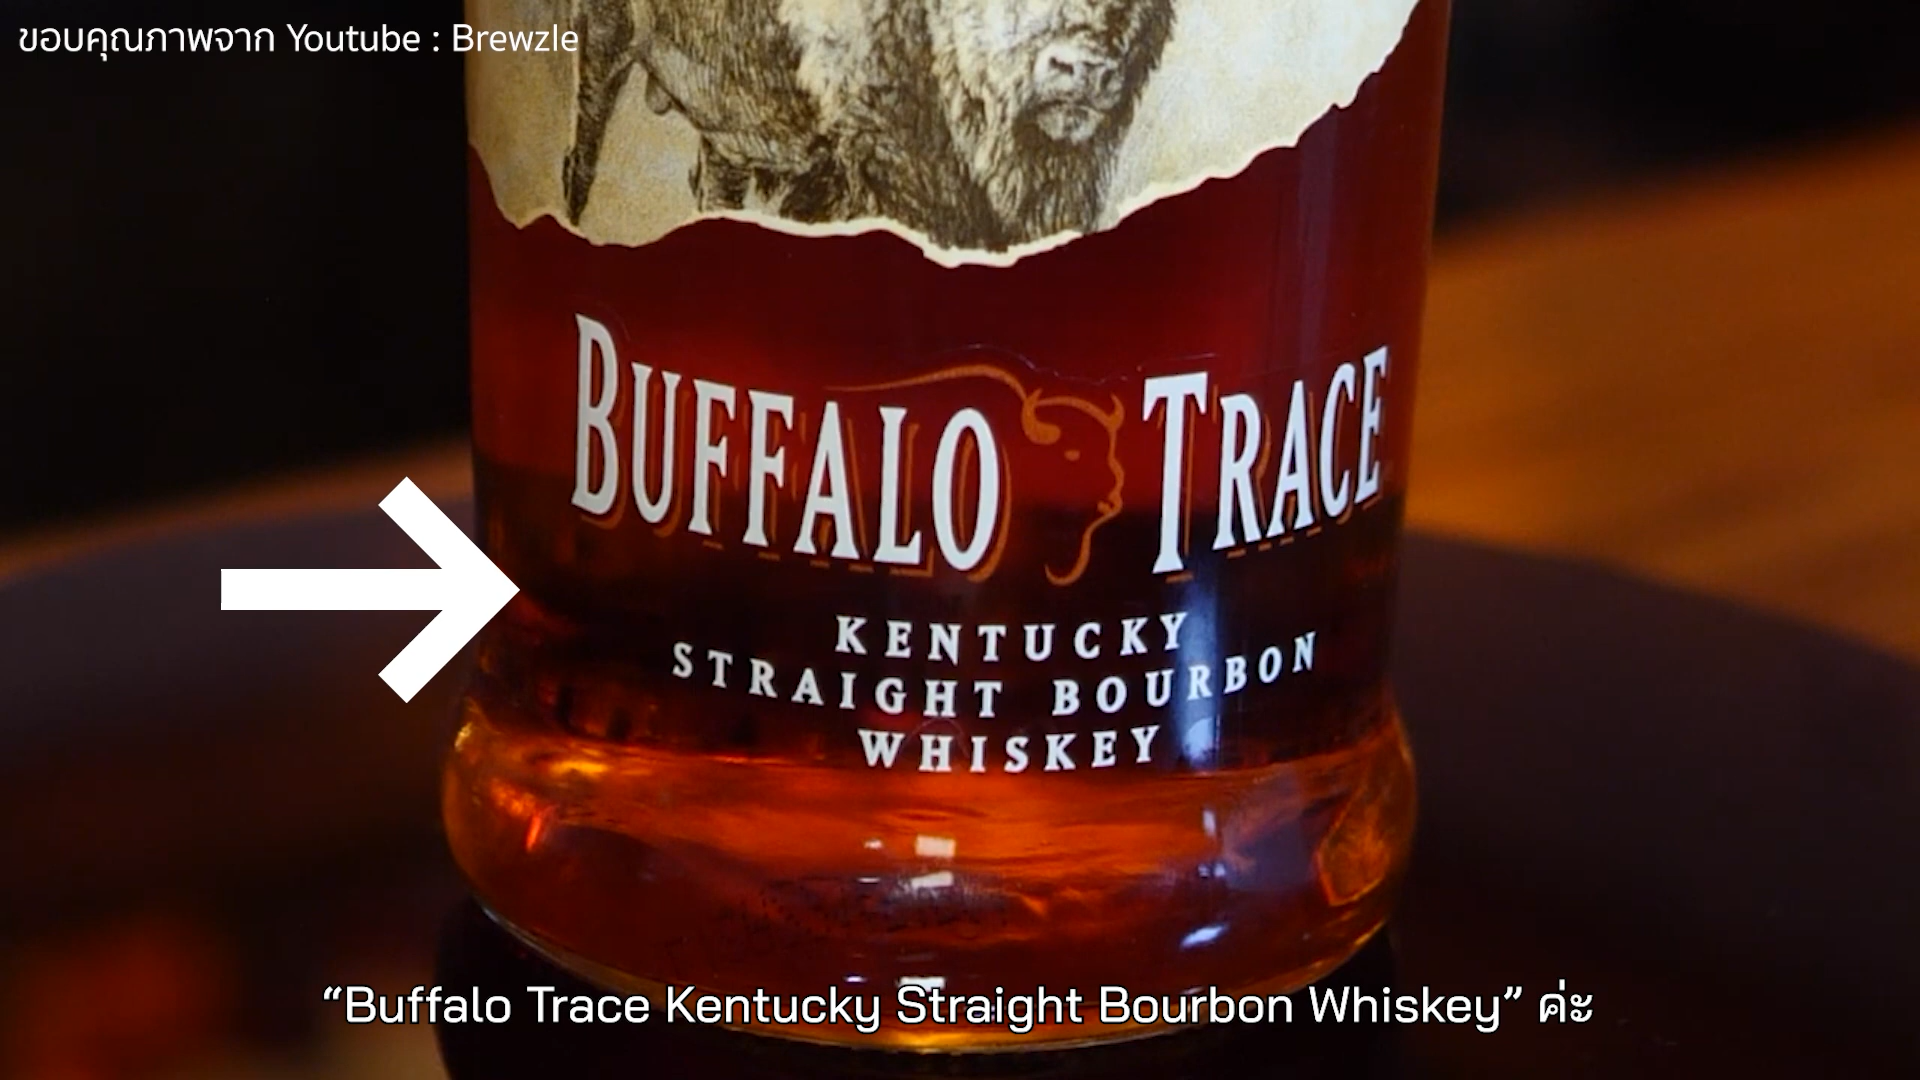 ขอบคุณภาพจาก Youtube : Brewzle
BUFFALO TRACE
KENTUCKY
STRAIGHT BOURBON
WHISKEY
“Buffalo Trace Kentucky Straight Bourbon Whiskey” ค่ะ